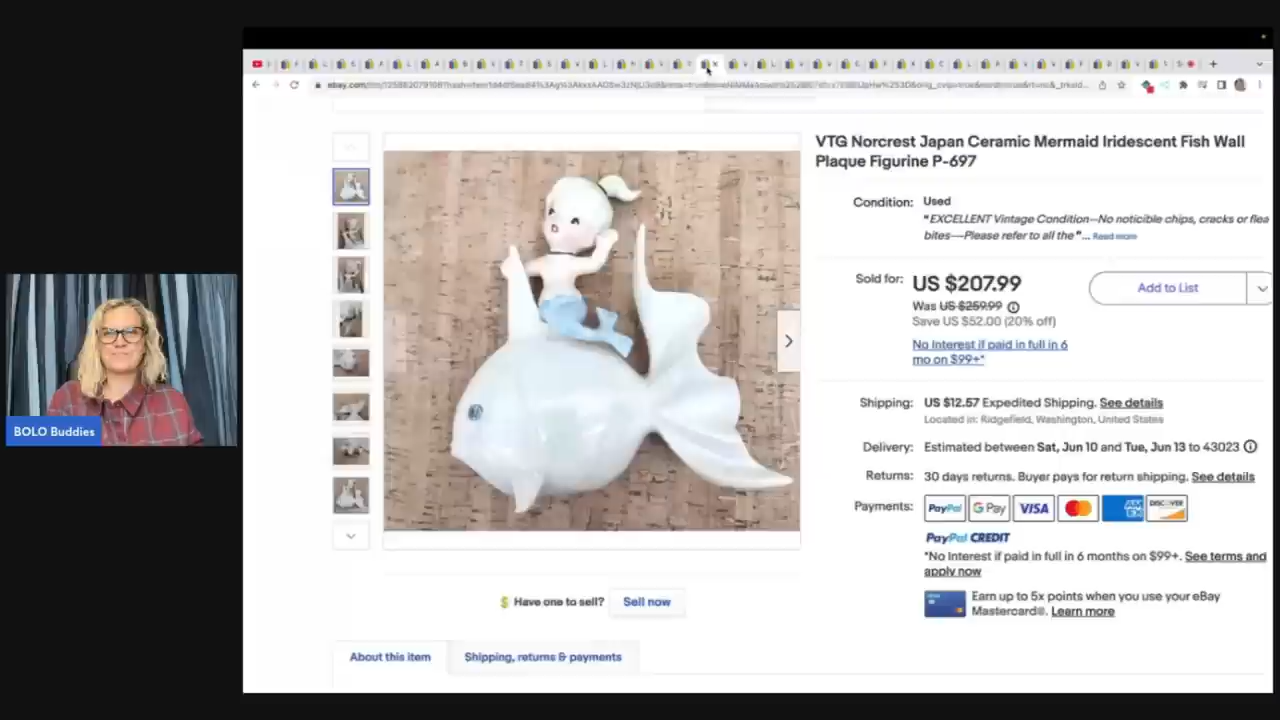 VTG Norcrest Japan Ceramic Mermaid Iridescent Fish Wall
Plaque Figurine P-697
Condition: Used
"EXCELLENT Vintage Condition--No noticible chips, cracks or flea
bites----Please refer to all the"... Read more
Sold for: US $207.99
Add to List
Was US $259.99
Save US $52.00 (20% off)
No Interest if paid in full in 6
mo on $99+*
Shipping: US $12.57 Expedited Shipping. See details
Located in: Ridgefield, Washington, United States
BOLO Buddies
Delivery: Estimated between Sat, Jun 10 and Tue, Jun 13 to 43023
Returns: 30 days returns. Buyer pays for return shipping. See details
Payments: PayPal G Pay VISA MasterCard AM EX DISCOVER
PayPal CREDIT
*No Interest if paid in full in 6 months on $99+. See terms and
apply now
Have one to sell? Sell now
Earn up to 5x points when you use your eBay
Mastercard®. Learn more
About this item Shipping, returns & payments